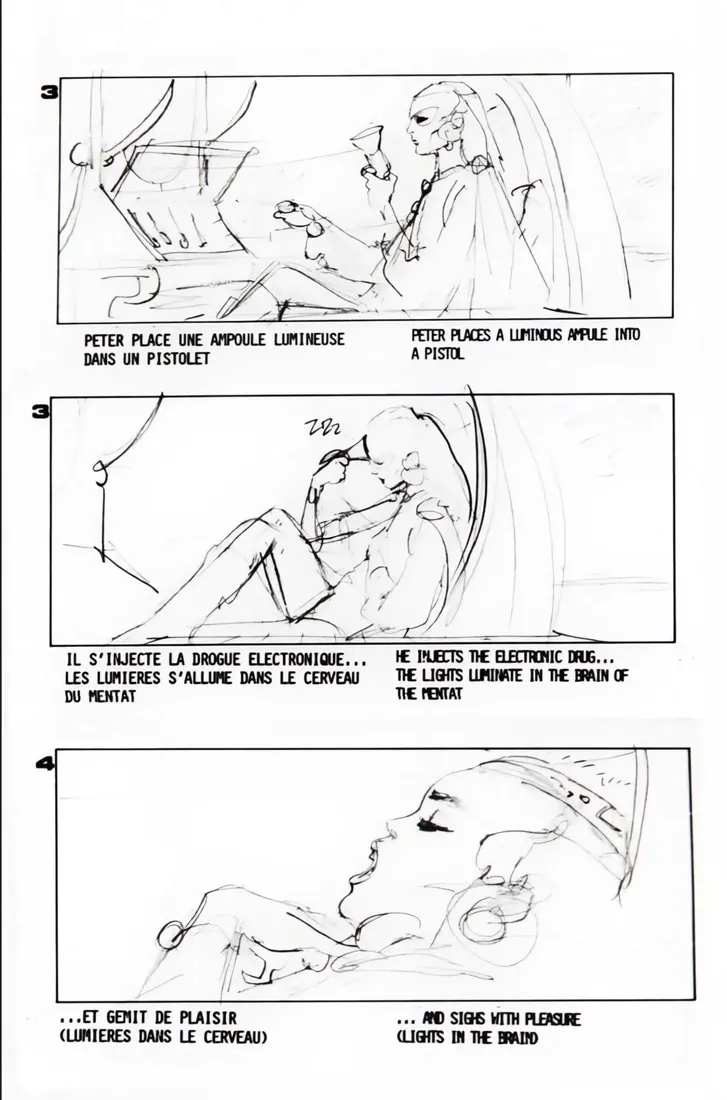 3
PETER PLACE UNE AMPOULE LUMINEUSE
DANS UN PISTOLET
PETER PLACES A LUMINOUS AMPULE INTO
A PISTOL
3
ZZZ
IL S'INJECTE LA DROGUE ELECTRONIQUE...
LES LUMIERES S'ALLUME DANS LE CERVEAU
DU MENTAT
HE INJECTS THE ELECTRONIC DRUG...
THE LIGHTS LUMINATE IN THE BRAIN OF
THE MENTAT
4
...ET GEMIT DE PLAISIR
(LUMIERES DANS LE CERVEAU)
... AND SIGHS WITH PLEASURE
(LIGHTS IN THE BRAIN)